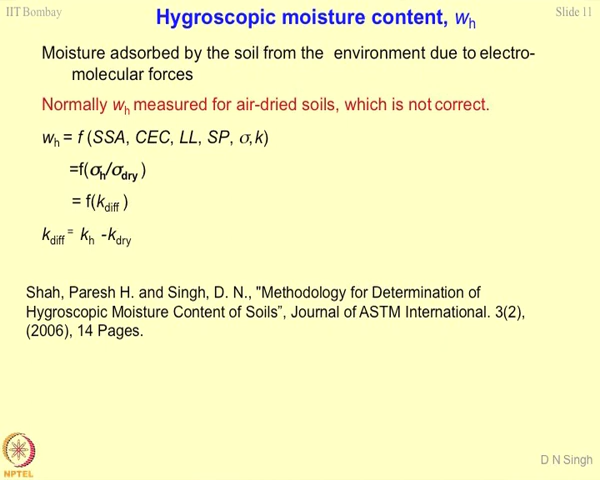 IIT Bombay
Hygroscopic moisture content, wh
Slide 11
Moisture adsorbed by the soil from the environment due to electro-
molecular forces
Normally wh measured for air-dried soils, which is not correct.
wh = f (SSA, CEC, LL, SP, σ, k)
=f(σh/σdry)
= f(kdiff)
kdiff = kh -kdry
Shah, Paresh H. and Singh, D. N., "Methodology for Determination of
Hygroscopic Moisture Content of Soils”, Journal of ASTM International. 3(2),
(2006), 14 Pages.
NPTEL
D N Singh